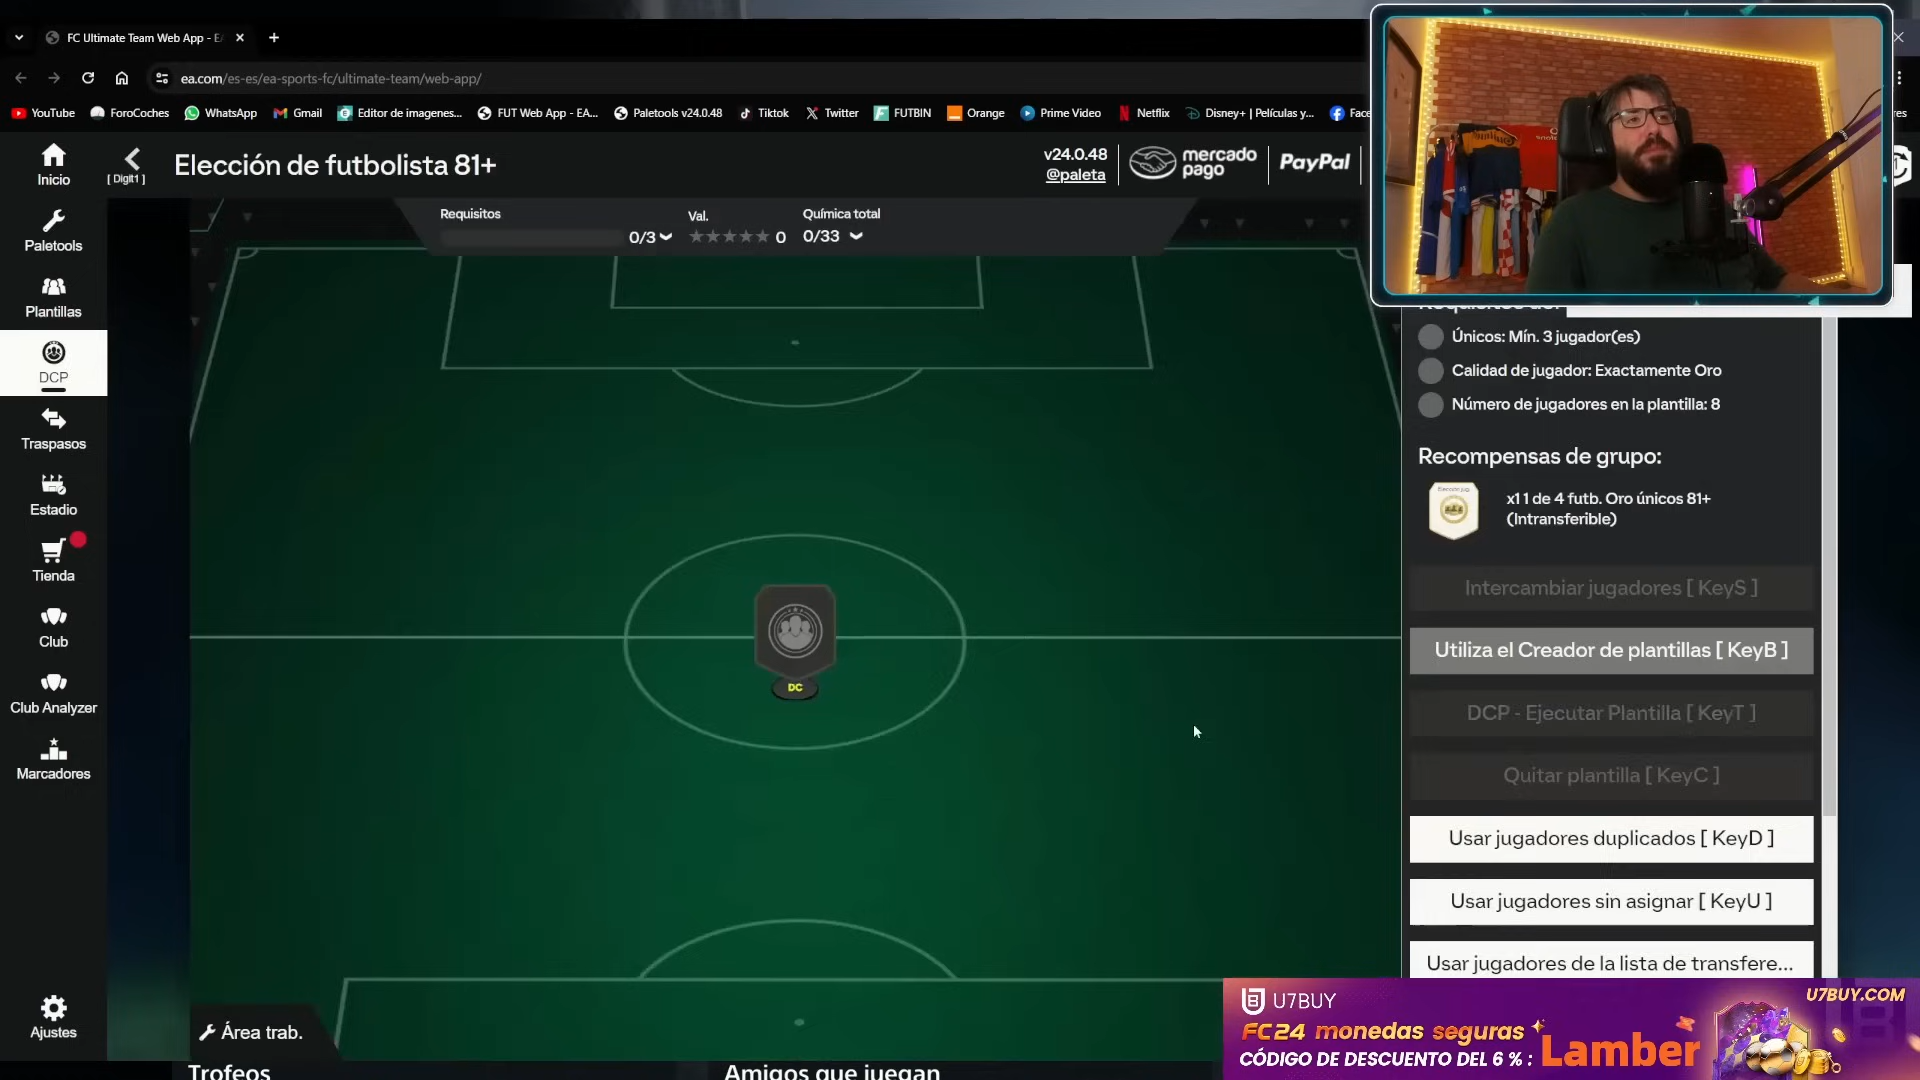 FC Ultimate Team Web App - EA
ea.com/es-es/ea-sports-fc/ultimate-team/web-app/
YouTube
ForoCoches
WhatsApp
Gmail
Editor de imagenes...
FUT Web App - EA...
Paletools v24.0.48
Tiktok
Twitter
FUTBIN
Orange
Prime Video
Netflix
Disney+ | Películas y...
Face
res
Inicio
[ Digit1 ]
Elección de futbolista 81+
v24.0.48
@paleta
mercado
pago
PayPal
Paletools
Plantillas
DCP
Traspasos
Estadio
Tienda
Club
Club Analyzer
Marcadores
Ajustes
Requisitos
0/3
Val.
0
Química total
0/33
DC
Únicos: Mín. 3 jugador(es)
Calidad de jugador: Exactamente Oro
Número de jugadores en la plantilla: 8
Recompensas de grupo:
x1 1 de 4 futb. Oro únicos 81+
(Intransferible)
Intercambiar jugadores [ KeyS ]
Utiliza el Creador de plantillas [ KeyB ]
DCP - Ejecutar Plantilla [ KeyT ]
Quitar plantilla [ KeyC ]
Usar jugadores duplicados [ KeyD ]
Usar jugadores sin asignar [ KeyU ]
Usar jugadores de la lista de transfere...
Área trab.
Trofeos
Amigos que juegan
U7BUY
U7BUY.COM
FC24 monedas seguras
CÓDIGO DE DESCUENTO DEL 6 % : Lamber